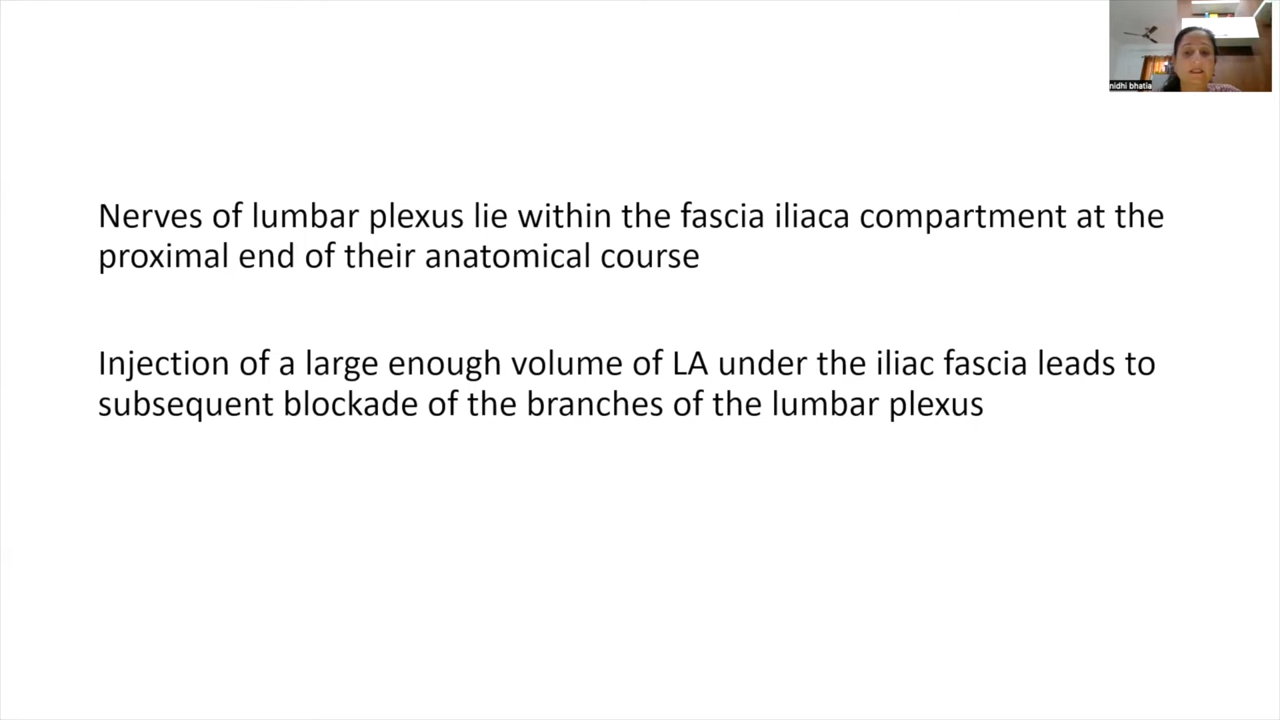 nidhi bhatia
Nerves of lumbar plexus lie within the fascia iliaca compartment at the
proximal end of their anatomical course
Injection of a large enough volume of LA under the iliac fascia leads to
subsequent blockade of the branches of the lumbar plexus